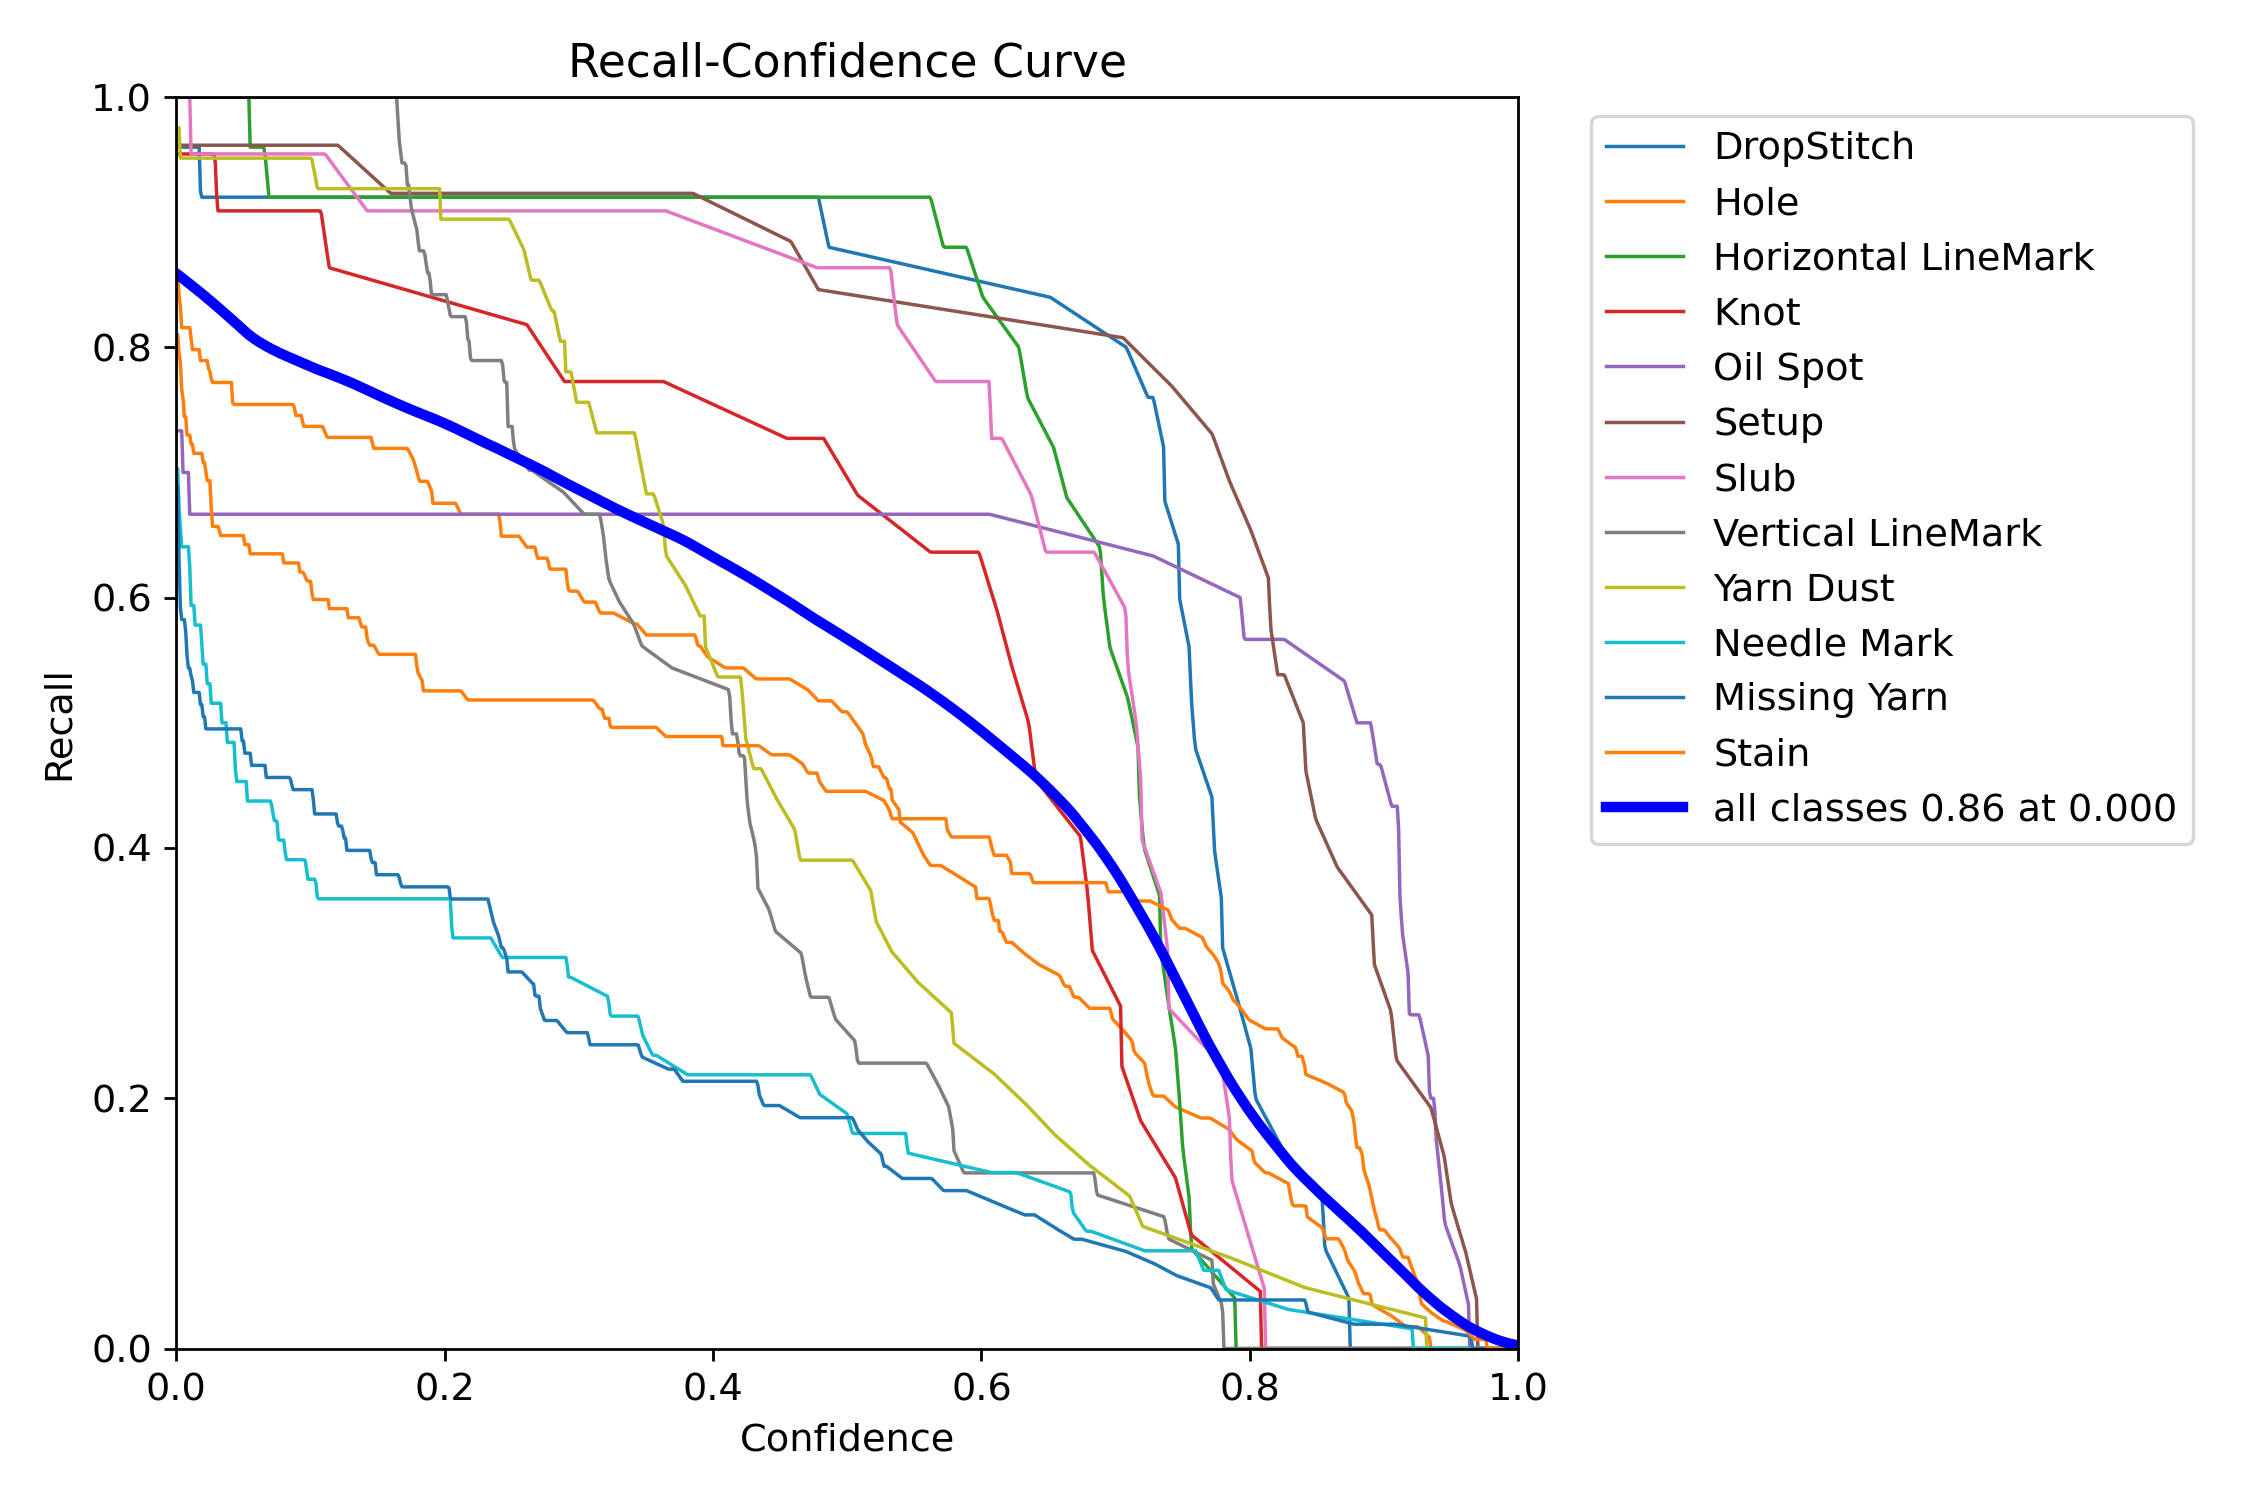 Recall-Confidence Curve
1.0
0.8
0.6
0.4
0.2
0.0
Recall
0.0 0.2 0.4 0.6 0.8 1.0
Confidence
DropStitch
Hole
Horizontal LineMark
Knot
Oil Spot
Setup
Slub
Vertical LineMark
Yarn Dust
Needle Mark
Missing Yarn
Stain
all classes 0.86 at 0.000